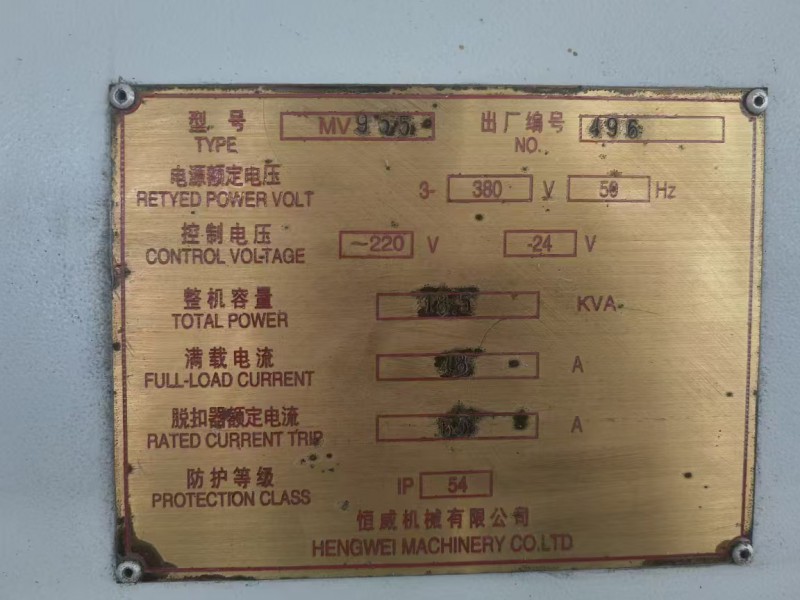 型号 MV 955 出厂编号 496
TYPE NO.
电源额定电压
RETYED POWER VOLT 3- 380 V 50 Hz
控制电压
CONTROL VOLTAGE ~220 V -24 V
整机容量
TOTAL POWER KVA
满载电流
FULL-LOAD CURRENT A
脱扣器额定电流
RATED CURRENT TRIP A
防护等级
PROTECTION CLASS IP 54
恒威机械有限公司
HENGWEI MACHINERY CO.LTD